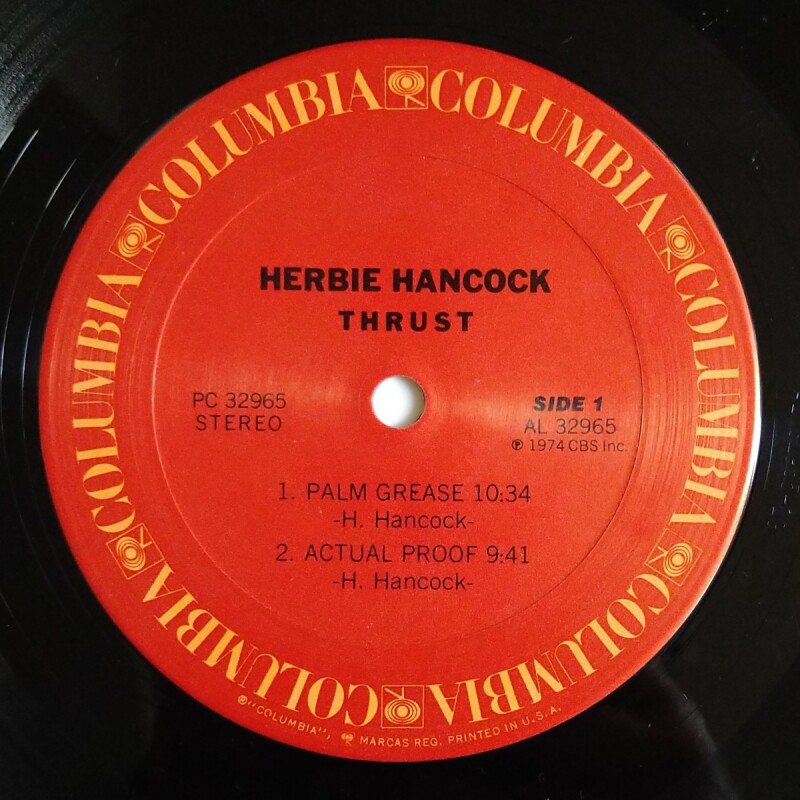 COLUMBIA COLUMBIA COLUMBIA COLUMBIA COLUMBIA COLUMBIA COLUMBIA COLUMBIA
HERBIE HANCOCK
THRUST
PC 32965
STEREO
SIDE 1
AL 32965
℗ 1974 CBS Inc.
1. PALM GREASE 10:34
-H. Hancock-
2. ACTUAL PROOF 9:41
-H. Hancock-
®"COLUMBIA", MARCAS REG. PRINTED IN U.S.A.